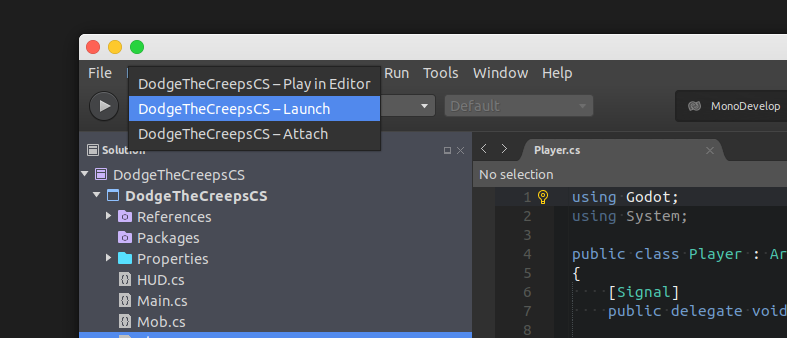 File Run Tools Window Help
DodgeTheCreepsCS – Play in Editor
DodgeTheCreepsCS – Launch
DodgeTheCreepsCS – Attach
Default
MonoDevelop
Solution
DodgeTheCreepsCS
DodgeTheCreepsCS
References
Packages
Properties
HUD.cs
Main.cs
Mob.cs
Player.cs
No selection
1 using Godot;
2 using System;
3
4 public class Player : Ar
5 {
6 [Signal]
7 public delegate void
8